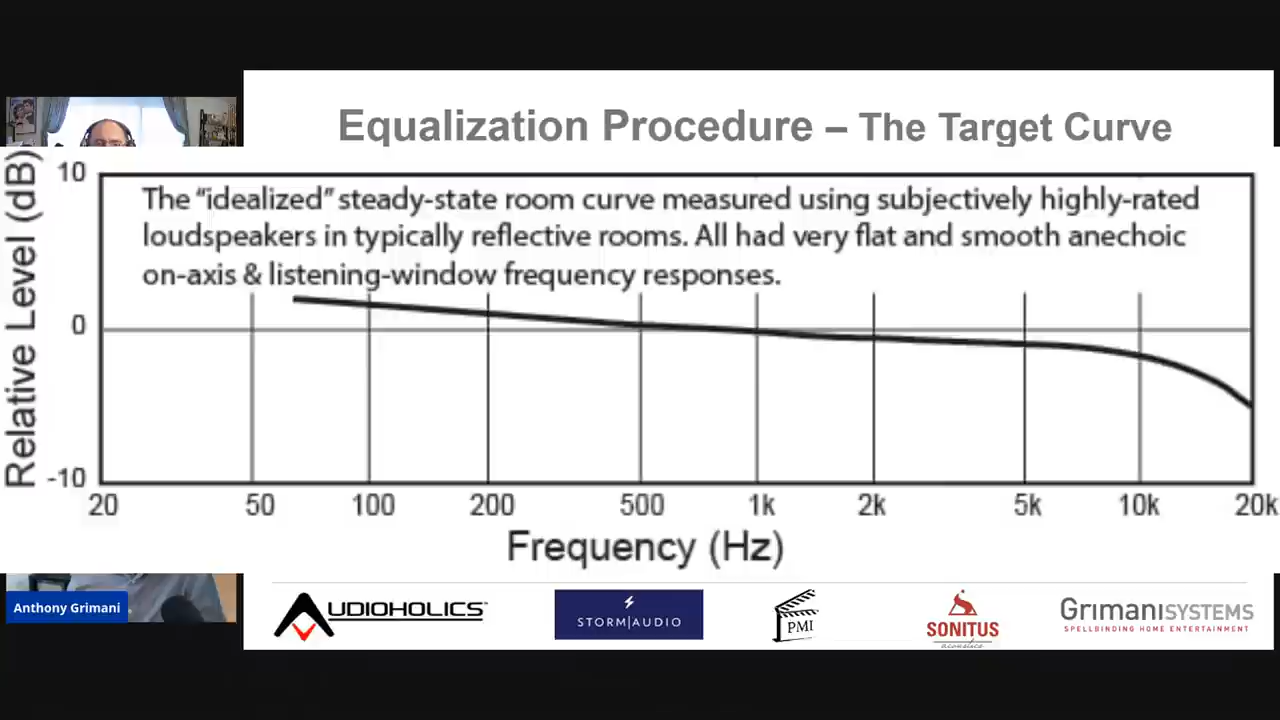 Equalization Procedure – The Target Curve
Relative Level (dB)
10
0
-10
The “idealized” steady-state room curve measured using subjectively highly-rated
loudspeakers in typically reflective rooms. All had very flat and smooth anechoic
on-axis & listening-window frequency responses.
20 50 100 200 500 1k 2k 5k 10k 20k
Frequency (Hz)
Anthony Grimani
AUDIOHOLICS
STORM|AUDIO
PMI
SONITUS
acoustics
GRIMANISYSTEMS
SPELLBINDING HOME ENTERTAINMENT